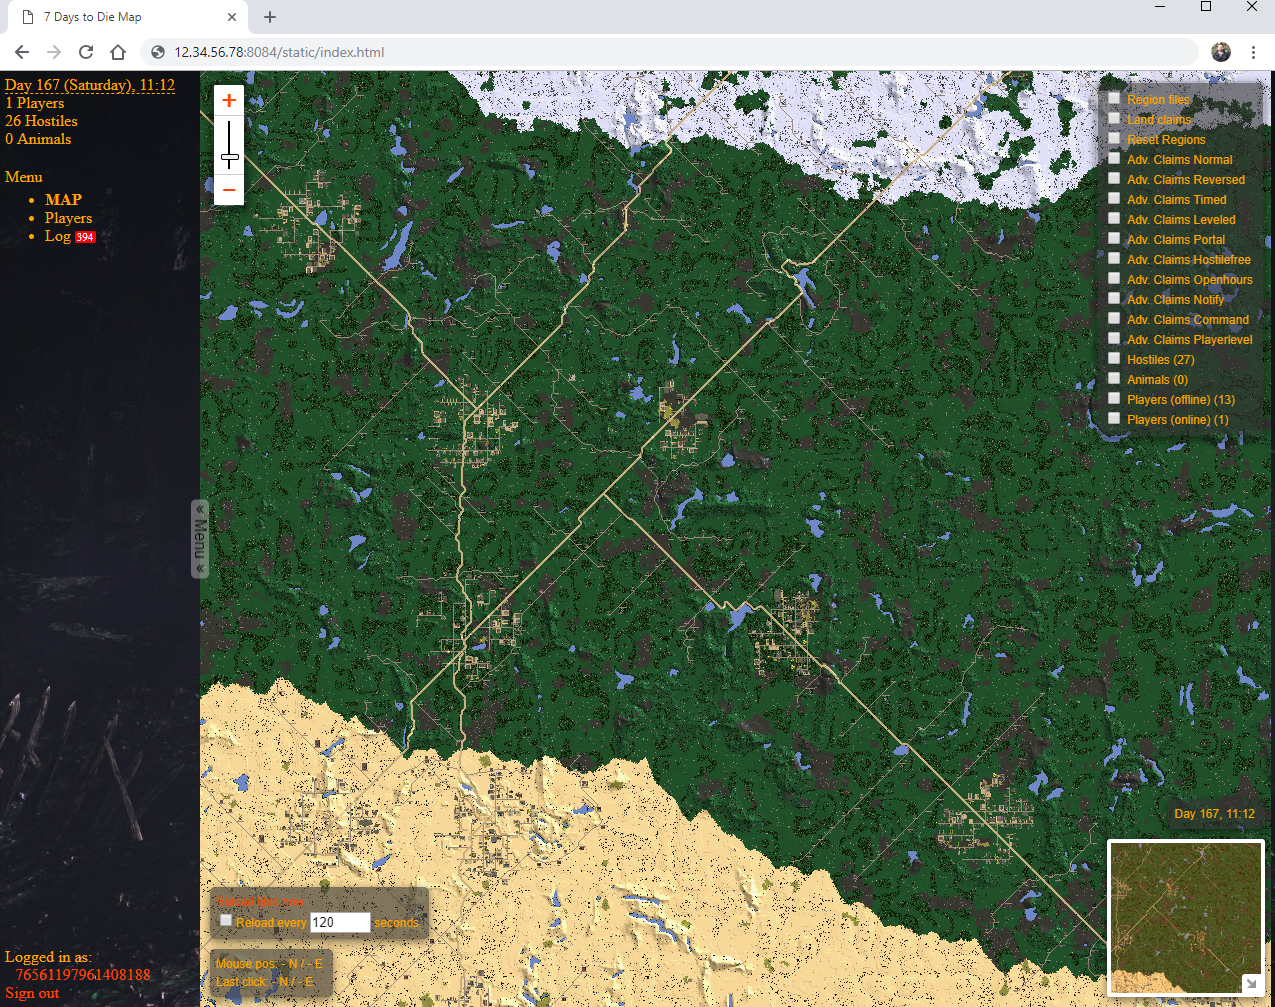 7 Days to Die Map
12.34.56.78:8084/static/index.html
Day 167 (Saturday), 11:12
1 Players
26 Hostiles
0 Animals
Menu
MAP
Players
Log 394
+
−
« Menu «
Region files
Land claims
Reset Regions
Adv. Claims Normal
Adv. Claims Reversed
Adv. Claims Timed
Adv. Claims Leveled
Adv. Claims Portal
Adv. Claims Hostilefree
Adv. Claims Openhours
Adv. Claims Notify
Adv. Claims Command
Adv. Claims Playerlevel
Hostiles (27)
Animals (0)
Players (offline) (13)
Players (online) (1)
Day 167, 11:12
Reload every 120 seconds
Mouse pos: - N / - E
Last click: - N / - E
Logged in as:
76561197961408188
Sign out